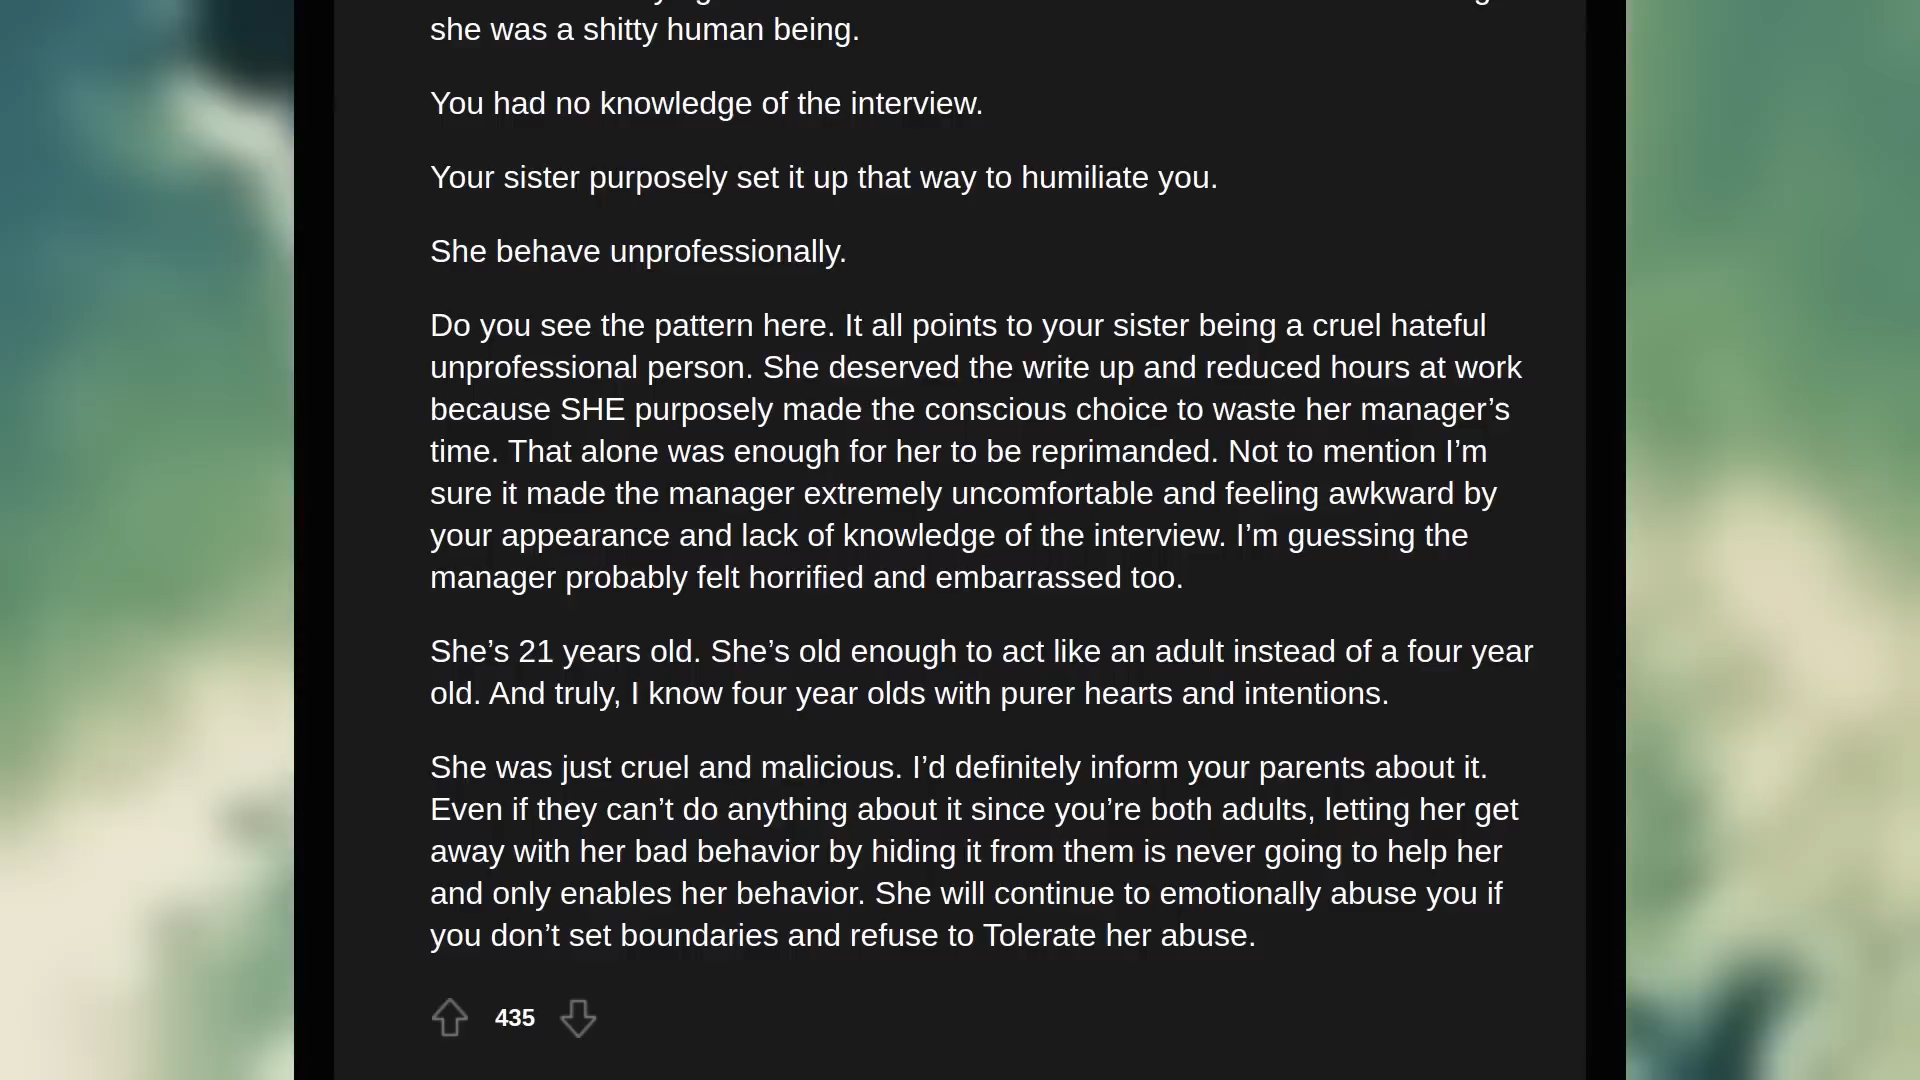 she was a shitty human being.
You had no knowledge of the interview.
Your sister purposely set it up that way to humiliate you.
She behave unprofessionally.
Do you see the pattern here. It all points to your sister being a cruel hateful
unprofessional person. She deserved the write up and reduced hours at work
because SHE purposely made the conscious choice to waste her manager’s
time. That alone was enough for her to be reprimanded. Not to mention I’m
sure it made the manager extremely uncomfortable and feeling awkward by
your appearance and lack of knowledge of the interview. I’m guessing the
manager probably felt horrified and embarrassed too.
She’s 21 years old. She’s old enough to act like an adult instead of a four year
old. And truly, I know four year olds with purer hearts and intentions.
She was just cruel and malicious. I’d definitely inform your parents about it.
Even if they can’t do anything about it since you’re both adults, letting her get
away with her bad behavior by hiding it from them is never going to help her
and only enables her behavior. She will continue to emotionally abuse you if
you don’t set boundaries and refuse to Tolerate her abuse.
435